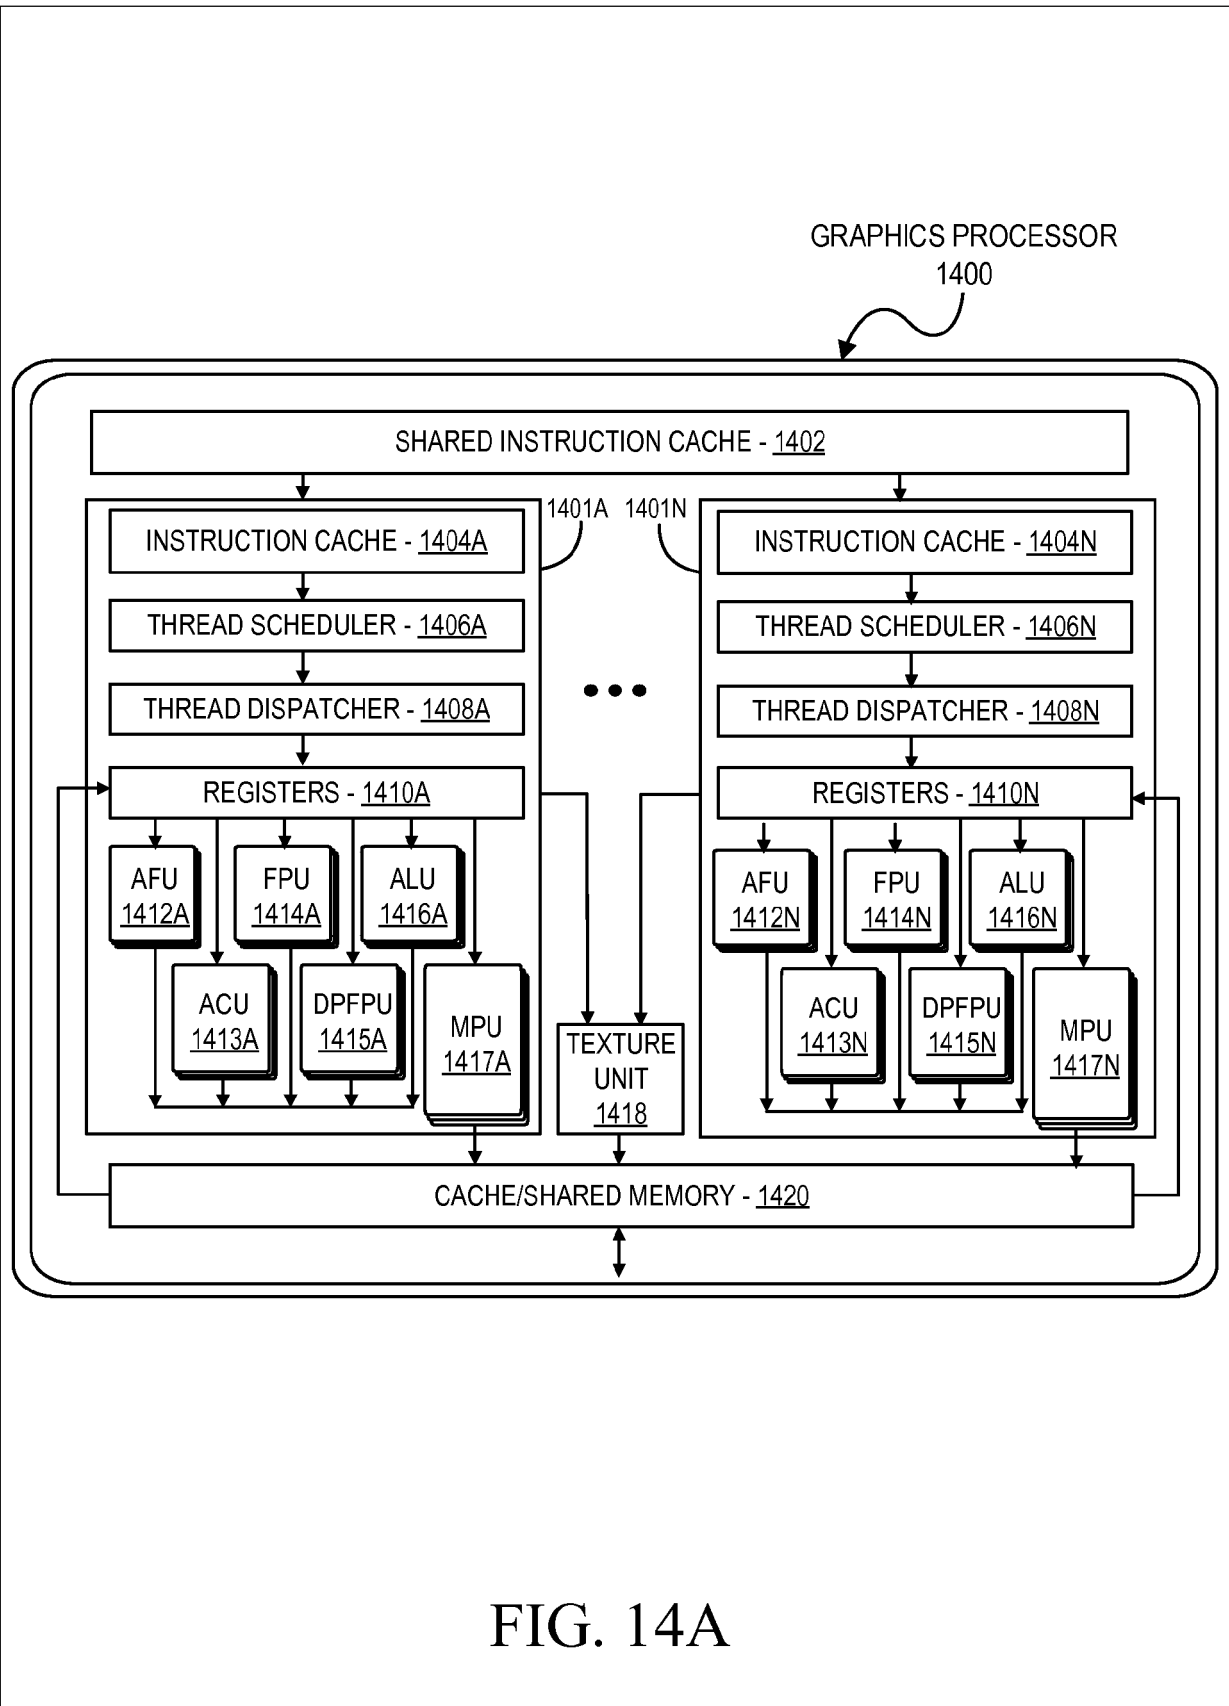 GRAPHICS PROCESSOR
1400
SHARED INSTRUCTION CACHE - 1402
1401A
1401N
INSTRUCTION CACHE - 1404A
THREAD SCHEDULER - 1406A
THREAD DISPATCHER - 1408A
REGISTERS - 1410A
AFU
1412A
FPU
1414A
ALU
1416A
ACU
1413A
DPFPU
1415A
MPU
1417A
TEXTURE
UNIT
1418
INSTRUCTION CACHE - 1404N
THREAD SCHEDULER - 1406N
THREAD DISPATCHER - 1408N
REGISTERS - 1410N
AFU
1412N
FPU
1414N
ALU
1416N
ACU
1413N
DPFPU
1415N
MPU
1417N
CACHE/SHARED MEMORY - 1420
FIG. 14A